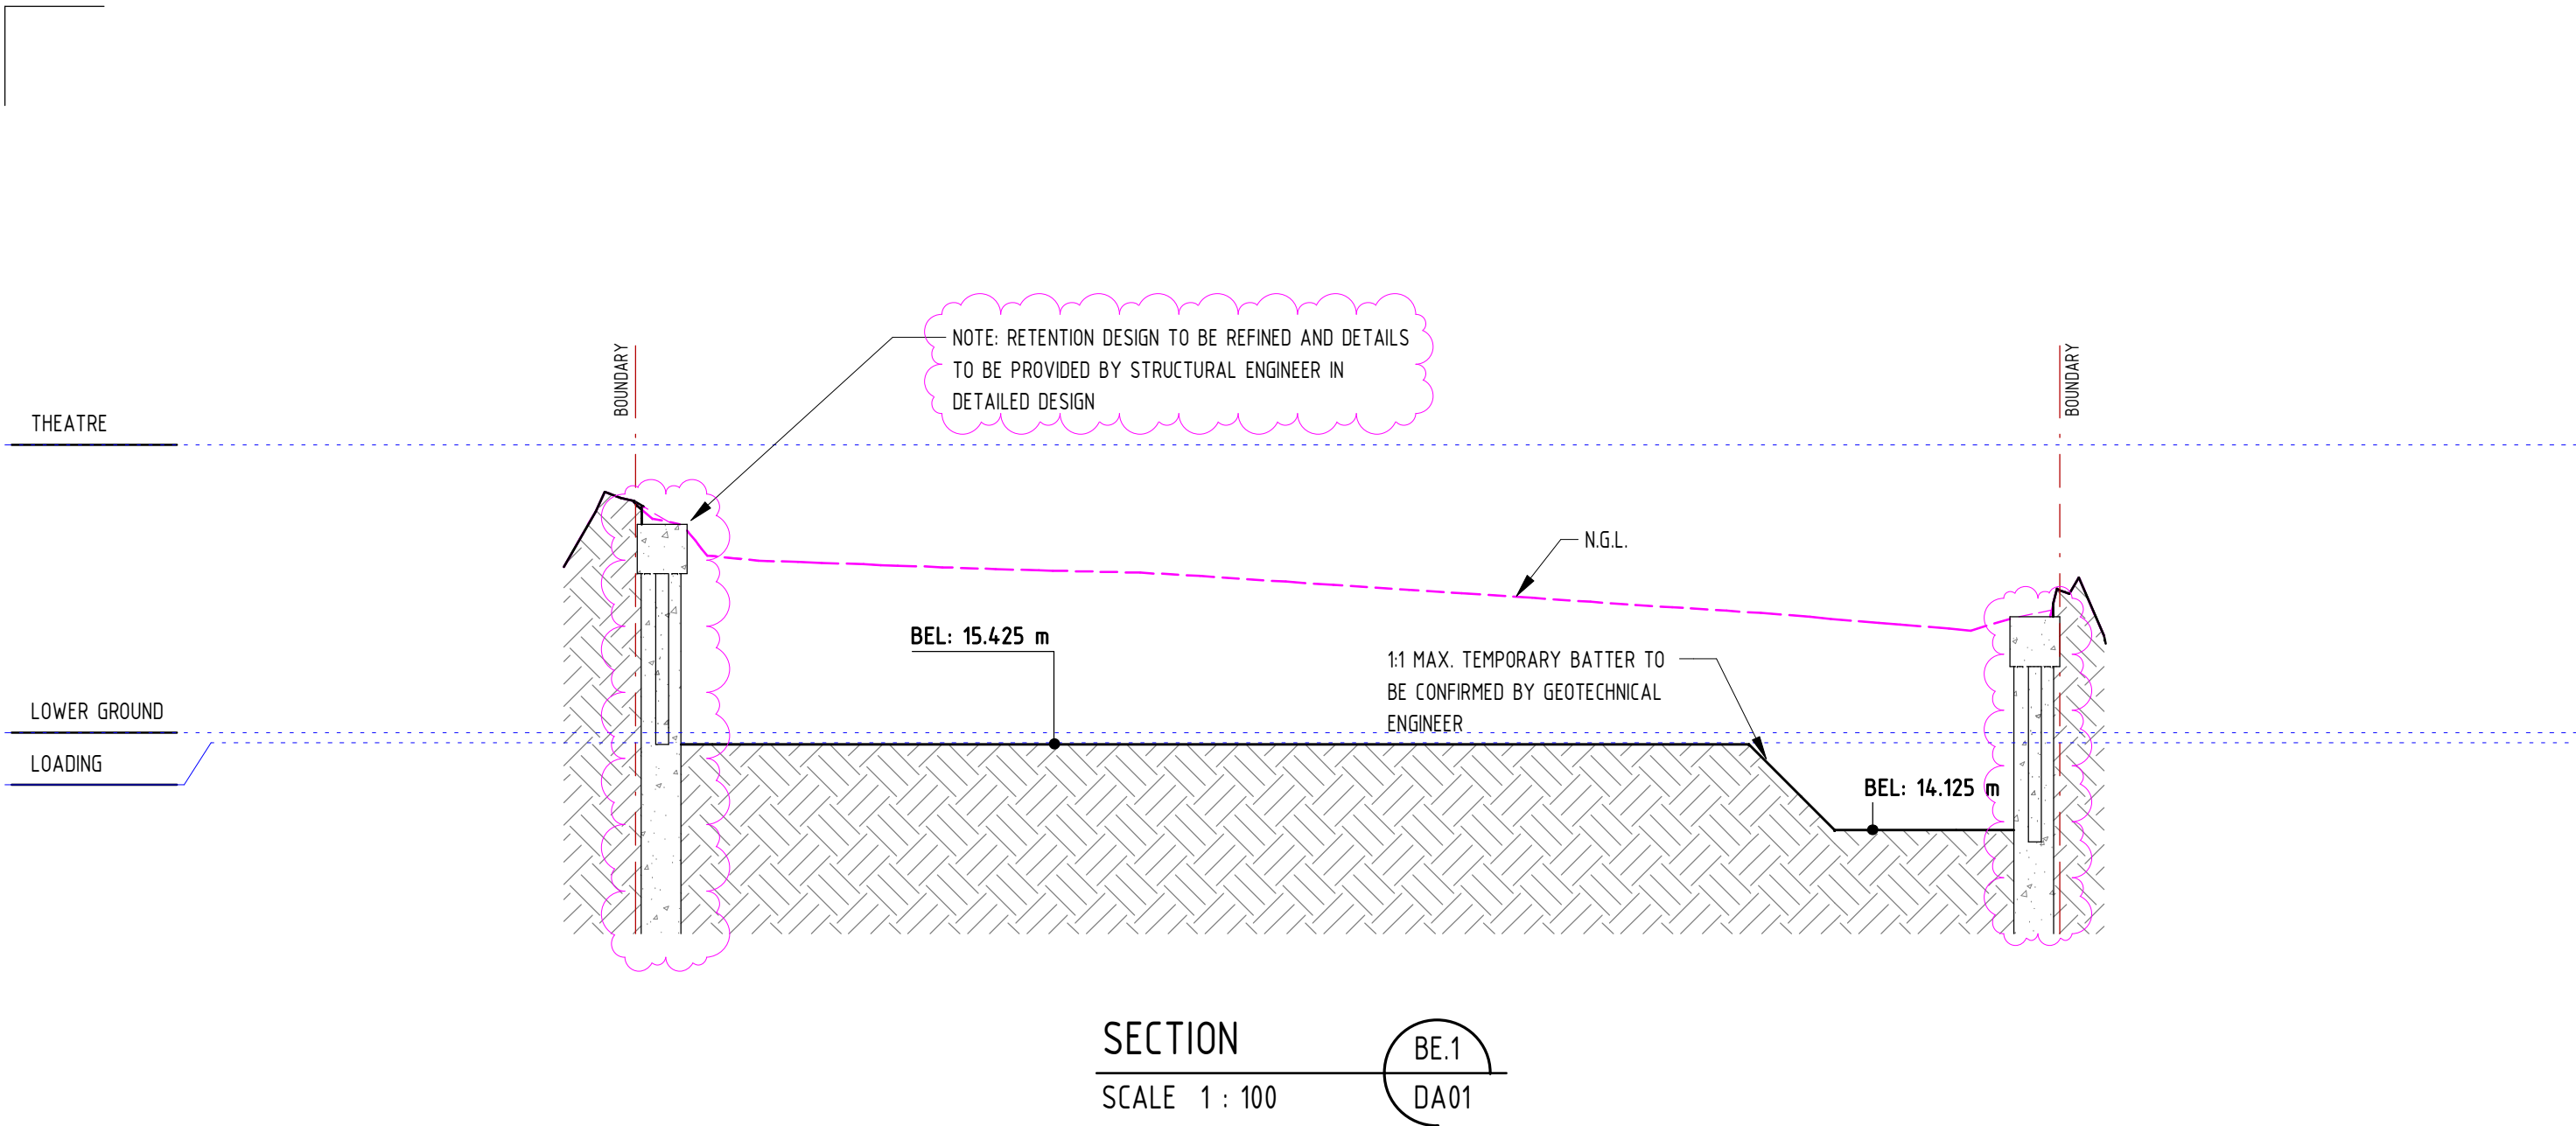 NOTE: RETENTION DESIGN TO BE REFINED AND DETAILS
TO BE PROVIDED BY STRUCTURAL ENGINEER IN
DETAILED DESIGN
BOUNDARY
BOUNDARY
THEATRE
N.G.L.
BEL: 15.425 m
1:1 MAX. TEMPORARY BATTER TO
BE CONFIRMED BY GEOTECHNICAL
ENGINEER
LOWER GROUND
LOADING
BEL: 14.125 m
SECTION
SCALE 1 : 100
BE.1
DA01